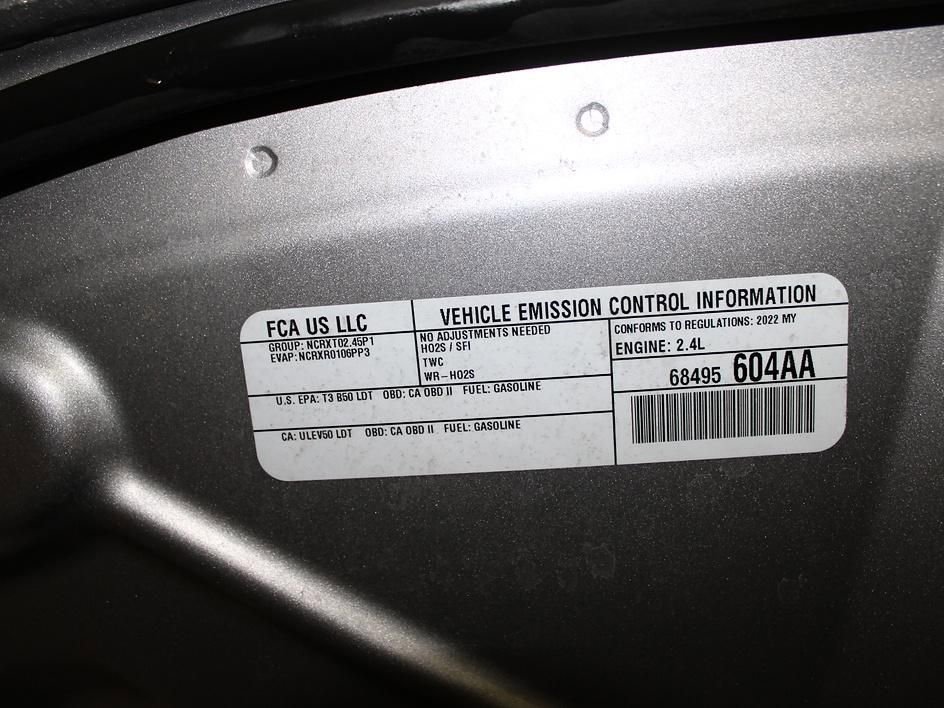 FCA US LLC
GROUP: NCRXT02.45P1
EVAP: NCRXR0106PP3
VEHICLE EMISSION CONTROL INFORMATION
NO ADJUSTMENTS NEEDED
HO2S / SFI
TWC
WR-HO2S
CONFORMS TO REGULATIONS: 2022 MY
ENGINE: 2.4L
68495 604AA
U.S. EPA: T3 B50 LDT OBD: CA OBD II FUEL: GASOLINE
CA: ULEV50 LDT OBD: CA OBD II FUEL: GASOLINE